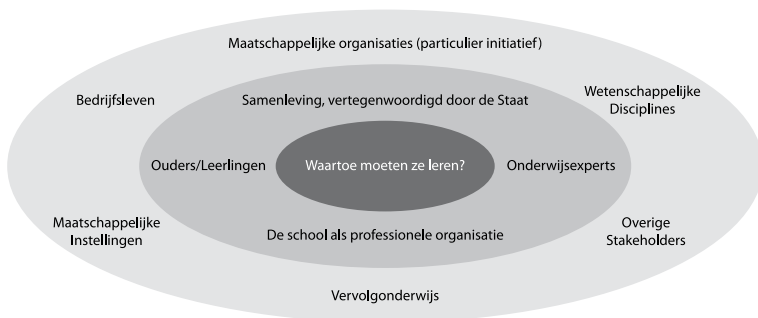 Maatschappelijke organisaties (particulier initiatief)
Bedrijfsleven
Samenleving, vertegenwoordigd door de Staat
Wetenschappelijke
Disciplines
Ouders/Leerlingen
Waartoe moeten ze leren?
Onderwijsexperts
Maatschappelijke
Instellingen
De school als professionele organisatie
Overige
Stakeholders
Vervolgonderwijs